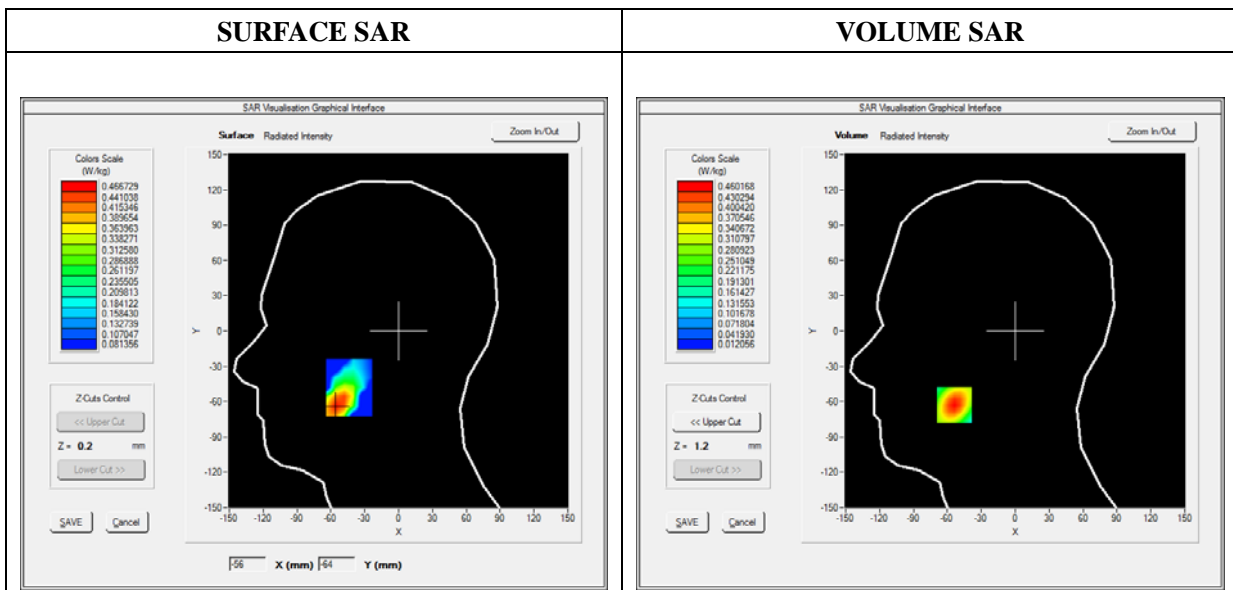 SURFACE SAR
VOLUME SAR
SAR Visualisation Graphical Interface
Surface Radiated Intensity
Zoom In/Out
Colors Scale
(W/kg)
0.466729
0.441038
0.415346
0.389654
0.363963
0.338271
0.312580
0.286888
0.261197
0.235505
0.209813
0.184122
0.158430
0.132739
0.107047
0.081356
150
120
90
60
30
0
-30
-60
-90
-120
-150
Y
-150 -120 -90 -60 -30 0 30 60 90 120 150
X
Z-Cuts Control
<< Upper Cut
Z = 0.2 mm
Lower Cut >>
SAVE Cancel
-56 X (mm) -64 Y (mm)
SAR Visualisation Graphical Interface
Volume Radiated Intensity
Zoom In/Out
Colors Scale
(W/kg)
0.460168
0.430294
0.400420
0.370546
0.340672
0.310797
0.280923
0.251049
0.221175
0.191301
0.161427
0.131553
0.101678
0.071804
0.041930
0.012056
150
120
90
60
30
0
-30
-60
-90
-120
-150
Y
-150 -120 -90 -60 -30 0 30 60 90 120 150
X
Z-Cuts Control
<< Upper Cut
Z = 1.2 mm
Lower Cut >>
SAVE Cancel